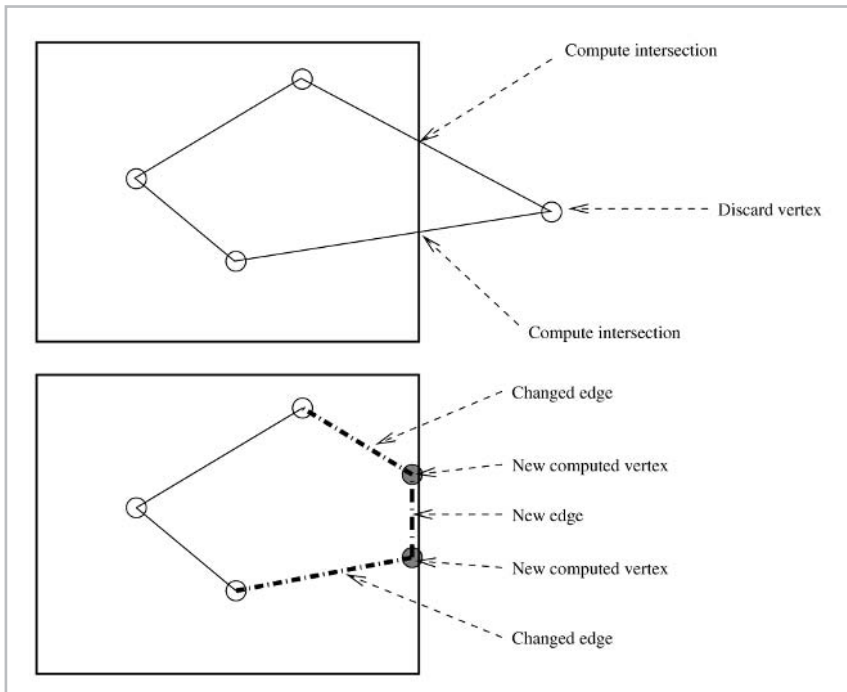 Compute intersection
Discard vertex
Compute intersection
Changed edge
New computed vertex
New edge
New computed vertex
Changed edge